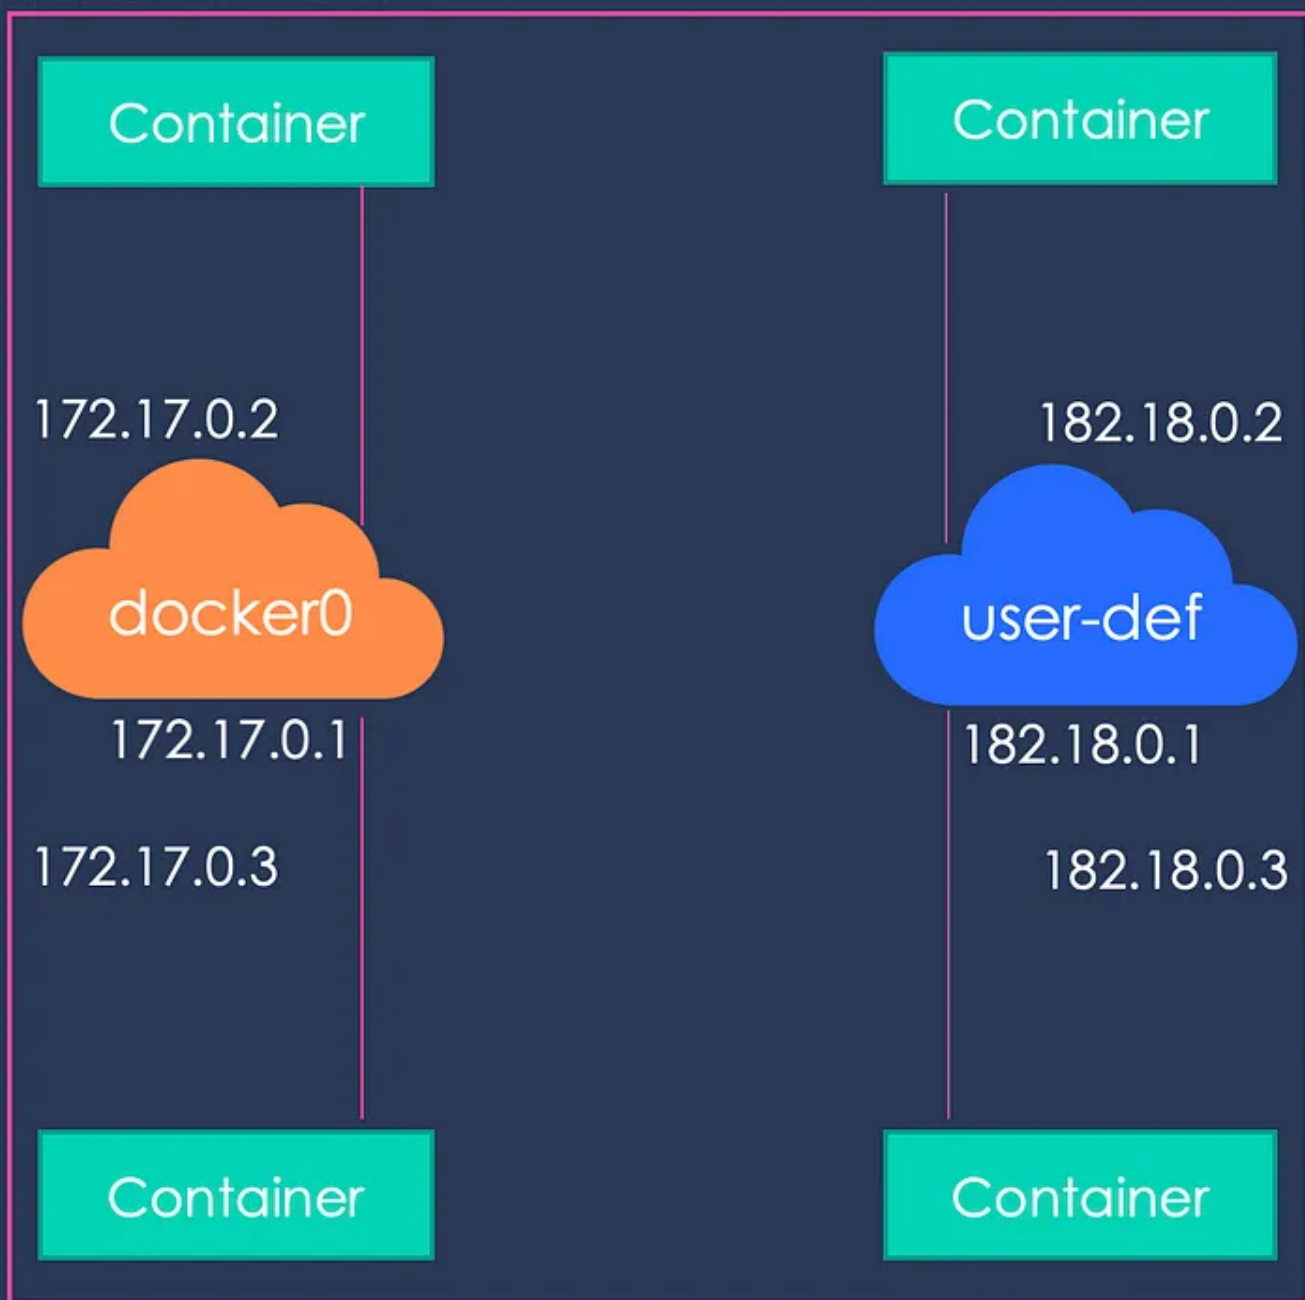 Container
Container
172.17.0.2
182.18.0.2
docker0
user-def
172.17.0.1
182.18.0.1
172.17.0.3
182.18.0.3
Container
Container